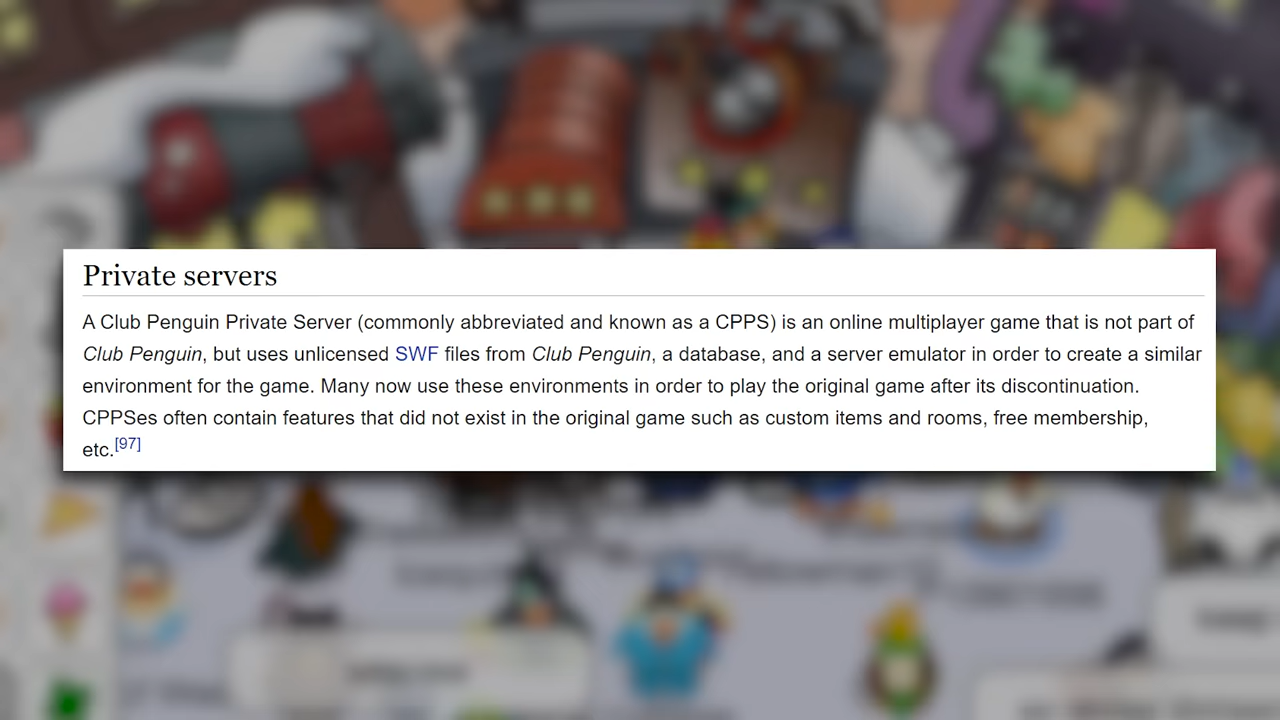 Private servers
A Club Penguin Private Server (commonly abbreviated and known as a CPPS) is an online multiplayer game that is not part of
Club Penguin, but uses unlicensed SWF files from Club Penguin, a database, and a server emulator in order to create a similar
environment for the game. Many now use these environments in order to play the original game after its discontinuation.
CPPSes often contain features that did not exist in the original game such as custom items and rooms, free membership,
etc.[97]